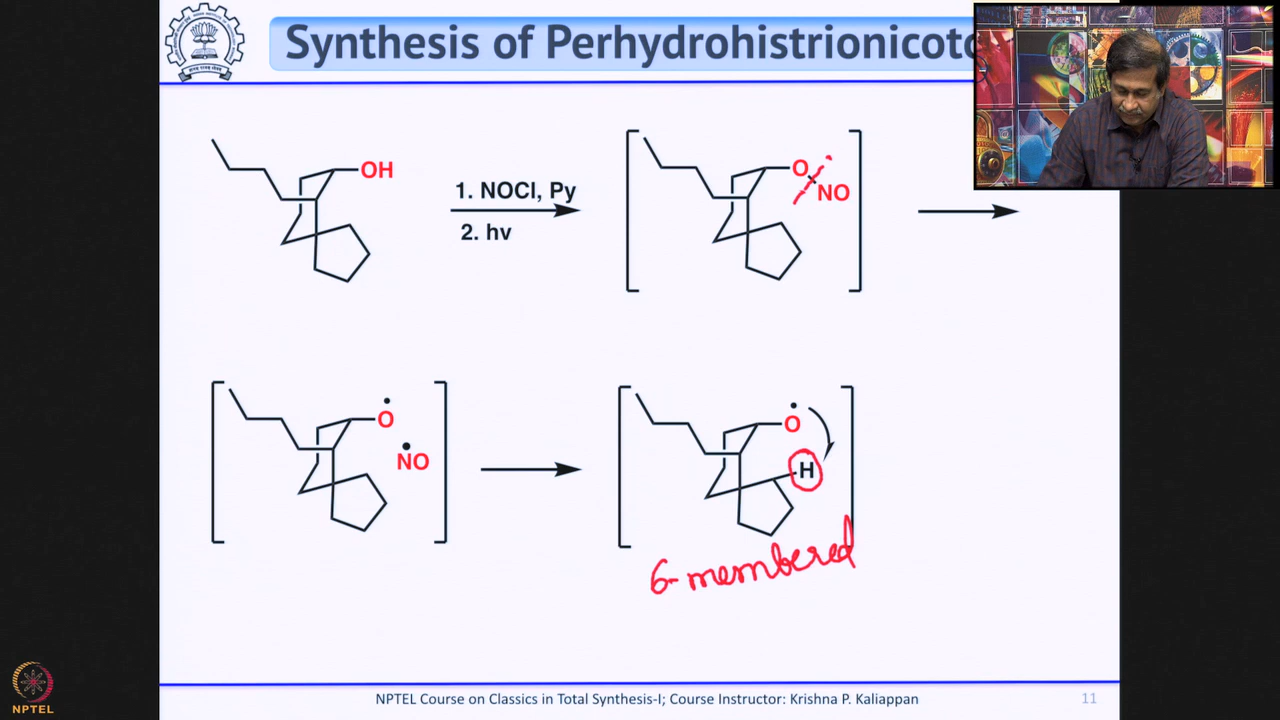 Synthesis of Perhydrohistrionicoto
OH
1. NOCl, Py
2. hv
O
NO
O
NO
O
H
6-membered
NPTEL Course on Classics in Total Synthesis-I; Course Instructor: Krishna P. Kaliappan
11
NPTEL